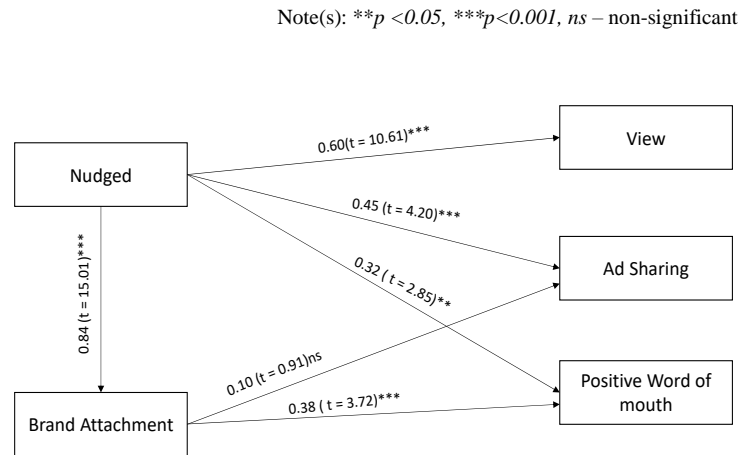 Note(s): **p <0.05, ***p<0.001, ns – non-significant
Nudged
View
0.60(t = 10.61)***
0.45 (t = 4.20)***
0.84 (t = 15.01)***
0.32 ( t = 2.85)**
Ad Sharing
0.10 (t = 0.91)ns
Brand Attachment
0.38 ( t = 3.72)***
Positive Word of
mouth